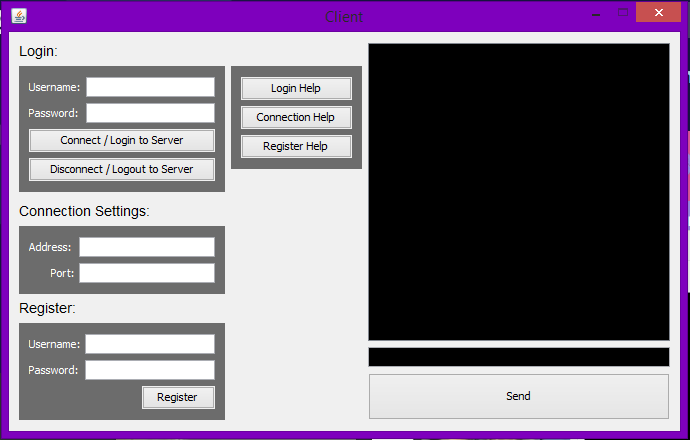 Client
Login:
Username:
Password:
Connect / Login to Server
Disconnect / Logout to Server
Login Help
Connection Help
Register Help
Connection Settings:
Address:
Port:
Register:
Username:
Password:
Register
Send